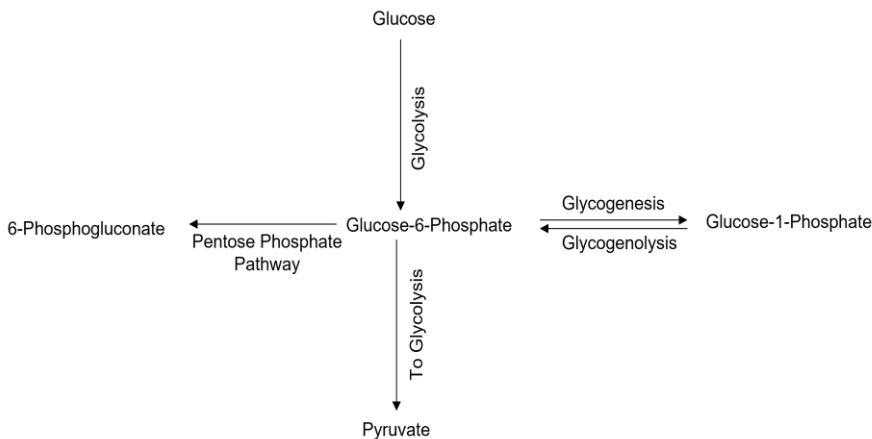 Glucose
Glycolysis
Glycogenesis
6-Phosphogluconate
Glucose-6-Phosphate
Glucose-1-Phosphate
Pentose Phosphate
Pathway
Glycogenolysis
To Glycolysis
Pyruvate